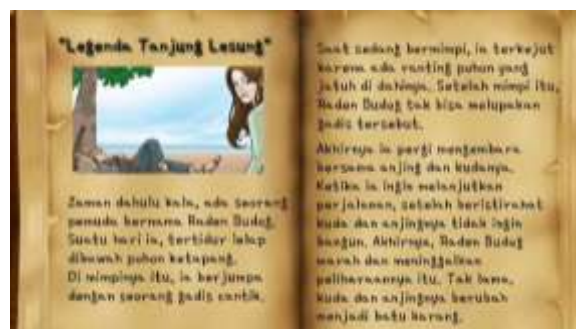 "Legenda Tanjung Lesung"
Zaman dahulu kala, ada seorang
pemuda bernama Raden Budog.
Suatu hari ia, tertidur lelap
dibawah pohon ketapang.
Di mimpinya itu, ia berjumpa
dengan seorang gadis cantik.
Saat sedang bermimpi, ia terkejut
karena ada ranting pohon yang
jatuh di dahinya. Setelah mimpi itu,
Raden Budog tak bisa melupakan
gadis tersebut.
Akhirnya ia pergi mengembara
bersama anjing dan kudanya.
Ketika ia ingin melanjutkan
perjalanan, setelah beristirahat
kuda dan anjingnya tidak ingin
bangun. Akhirnya, Raden Budog
marah dan meninggalkan
peliharaannya itu. Tak lama,
kuda dan anjingnya berubah
menjadi batu karang.